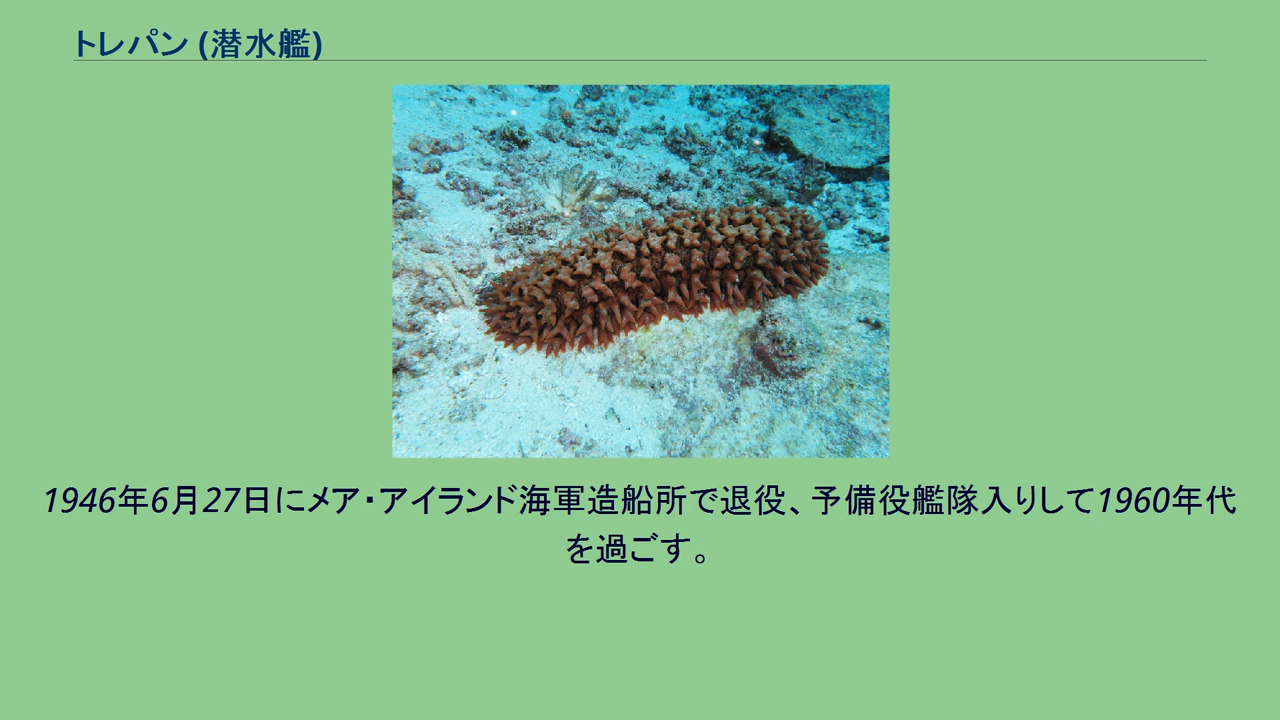 トレパン (潜水艦)
1946年6月27日にメア・アイランド海軍造船所で退役、予備役艦隊入りして1960年代
を過ごす。